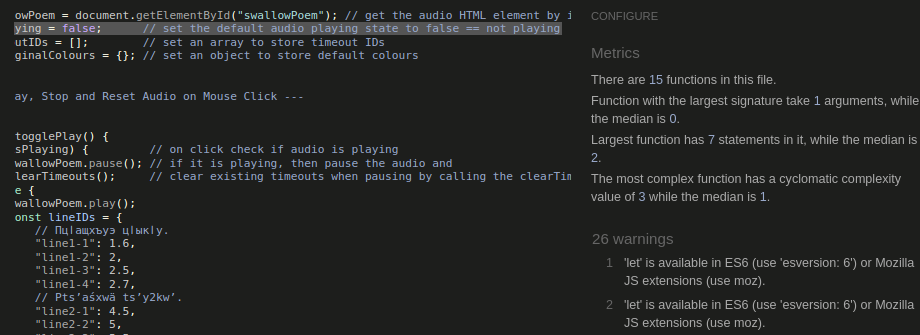 owPoem = document.getElementById("swallowPoem"); // get the audio HTML element by i
ying = false;      // set the default audio playing state to false == not playing
utIDs = [];        // set an array to store timeout IDs
ginalColours = {}; // set an object to store default colours
ay, Stop and Reset Audio on Mouse Click ---
togglePlay() {
sPlaying) {         // on click check if audio is playing
wallowPoem.pause(); // if it is playing, then pause the audio and
learTimeouts();     // clear existing timeouts when pausing by calling the clearTim
e {
wallowPoem.play();
onst lineIDs = {
// ПцӀащхъуэ цӀыкӀу.
"line1-1": 1.6,
"line1-2": 2,
"line1-3": 2.5,
"line1-4": 2.7,
// Pts’aśxwä ts’y2kw’.
"line2-1": 4.5,
"line2-2": 5,
CONFIGURE
Metrics
There are 15 functions in this file.
Function with the largest signature take 1 arguments, while
the median is 0.
Largest function has 7 statements in it, while the median is
2.
The most complex function has a cyclomatic complexity
value of 3 while the median is 1.
26 warnings
1 'let' is available in ES6 (use 'esversion: 6') or Mozilla
JS extensions (use moz).
2 'let' is available in ES6 (use 'esversion: 6') or Mozilla
JS extensions (use moz).